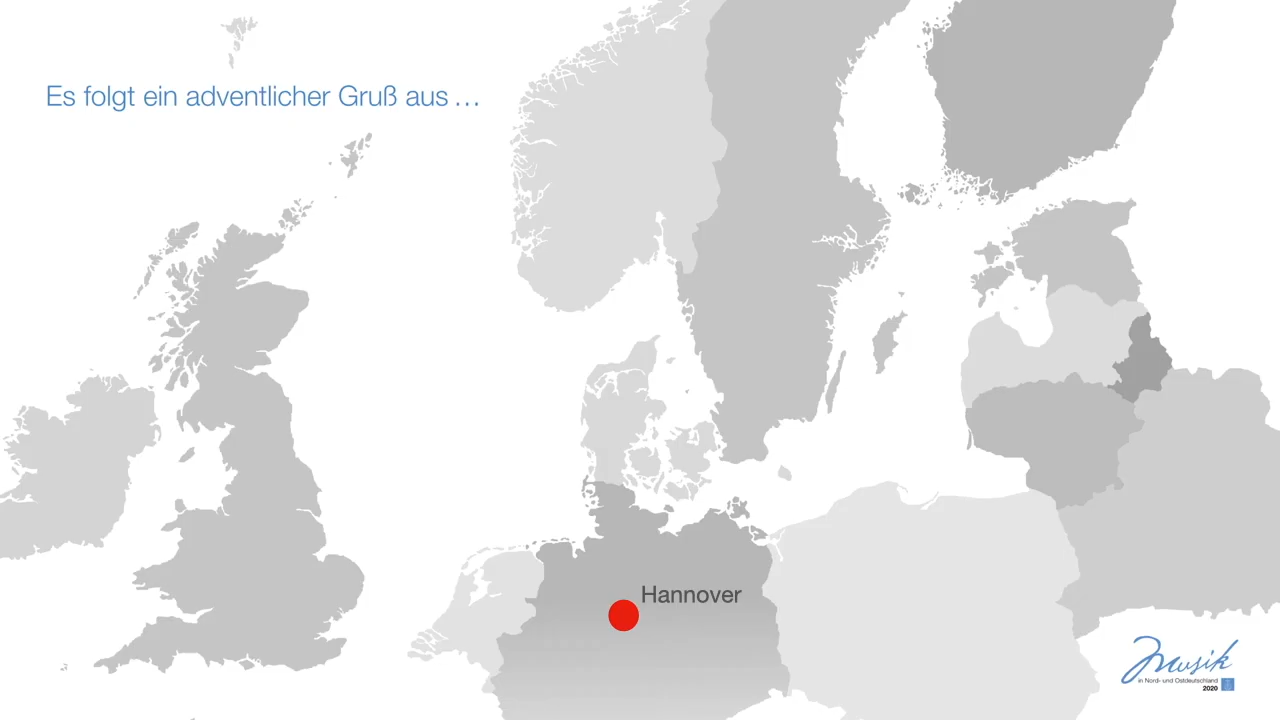 Es folgt ein adventlicher Gruß aus …
Hannover
Musik
in Nord- und Ostdeutschland
2020